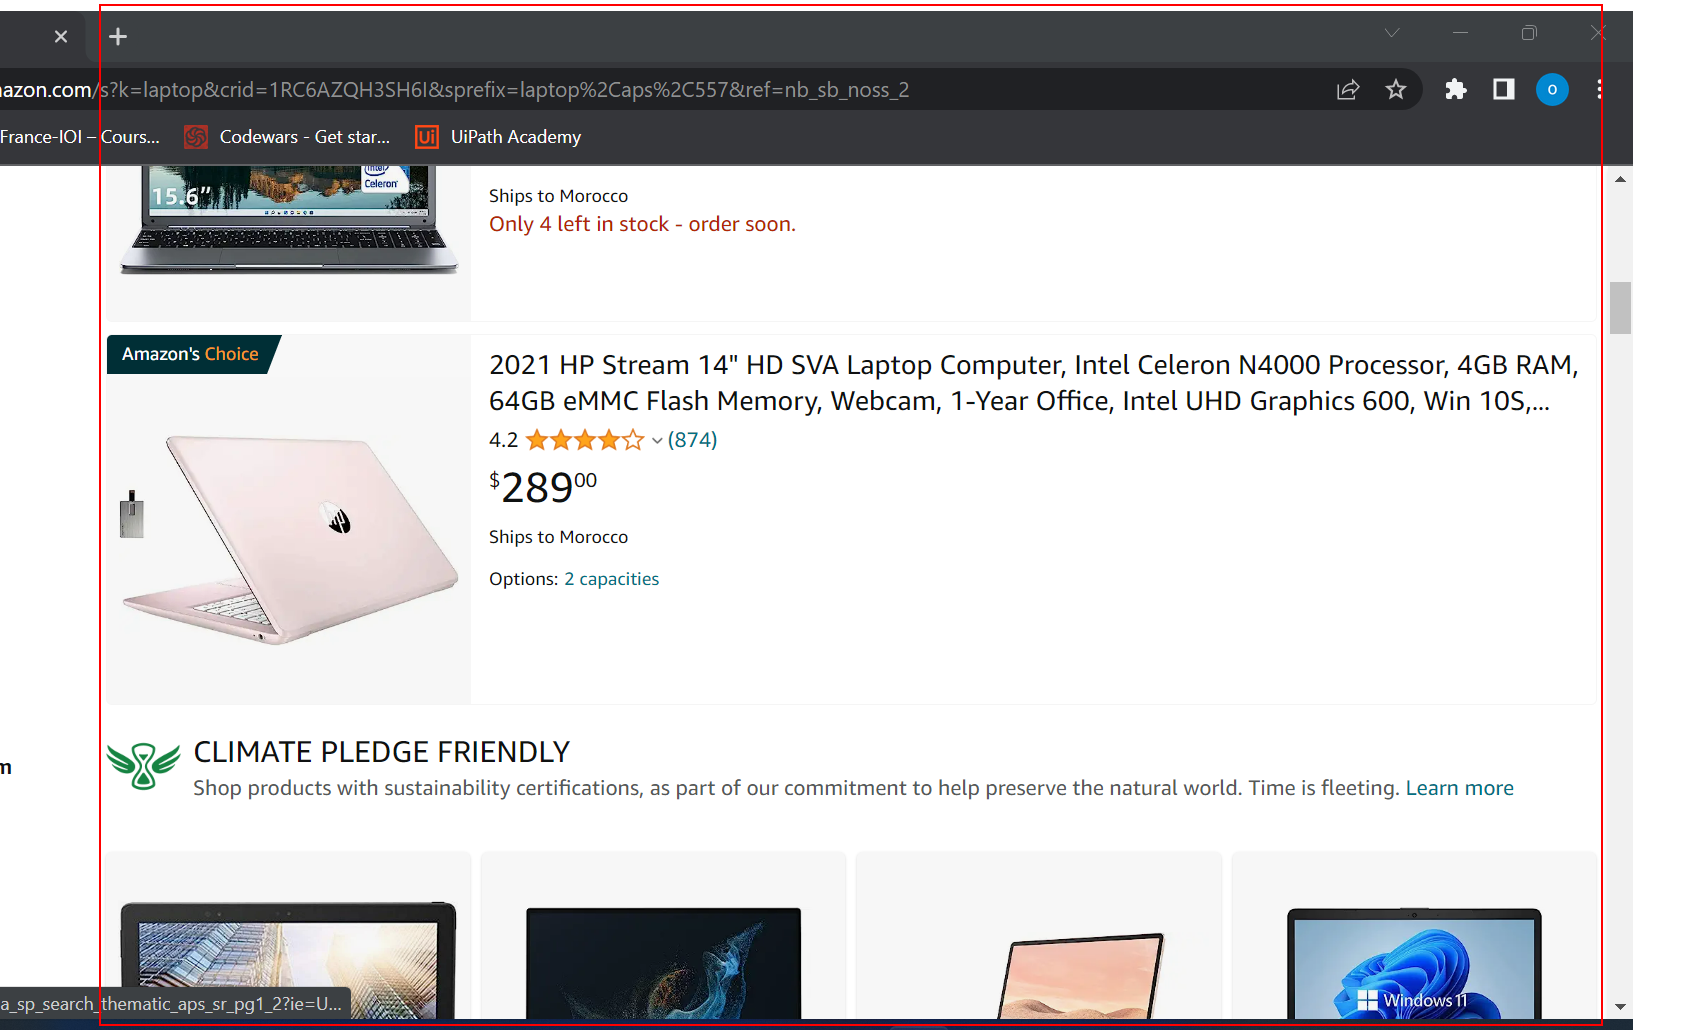 azon.com/s?k=laptop&crid=1RC6AZQH3SH6I&sprefix=laptop%2Caps%2C557&ref=nb_sb_noss_2
o
France-IOI – Cours...
Codewars - Get star...
Ui
UiPath Academy
15.6”
intel
Celeron
Ships to Morocco
Only 4 left in stock - order soon.
Amazon's Choice
2021 HP Stream 14" HD SVA Laptop Computer, Intel Celeron N4000 Processor, 4GB RAM,
64GB eMMC Flash Memory, Webcam, 1-Year Office, Intel UHD Graphics 600, Win 10S,...
4.2 (874)
$28900
hp
Ships to Morocco
Options: 2 capacities
m
CLIMATE PLEDGE FRIENDLY
Shop products with sustainability certifications, as part of our commitment to help preserve the natural world. Time is fleeting. Learn more
Windows 11
a_sp_search_thematic_aps_sr_pg1_2?ie=U...